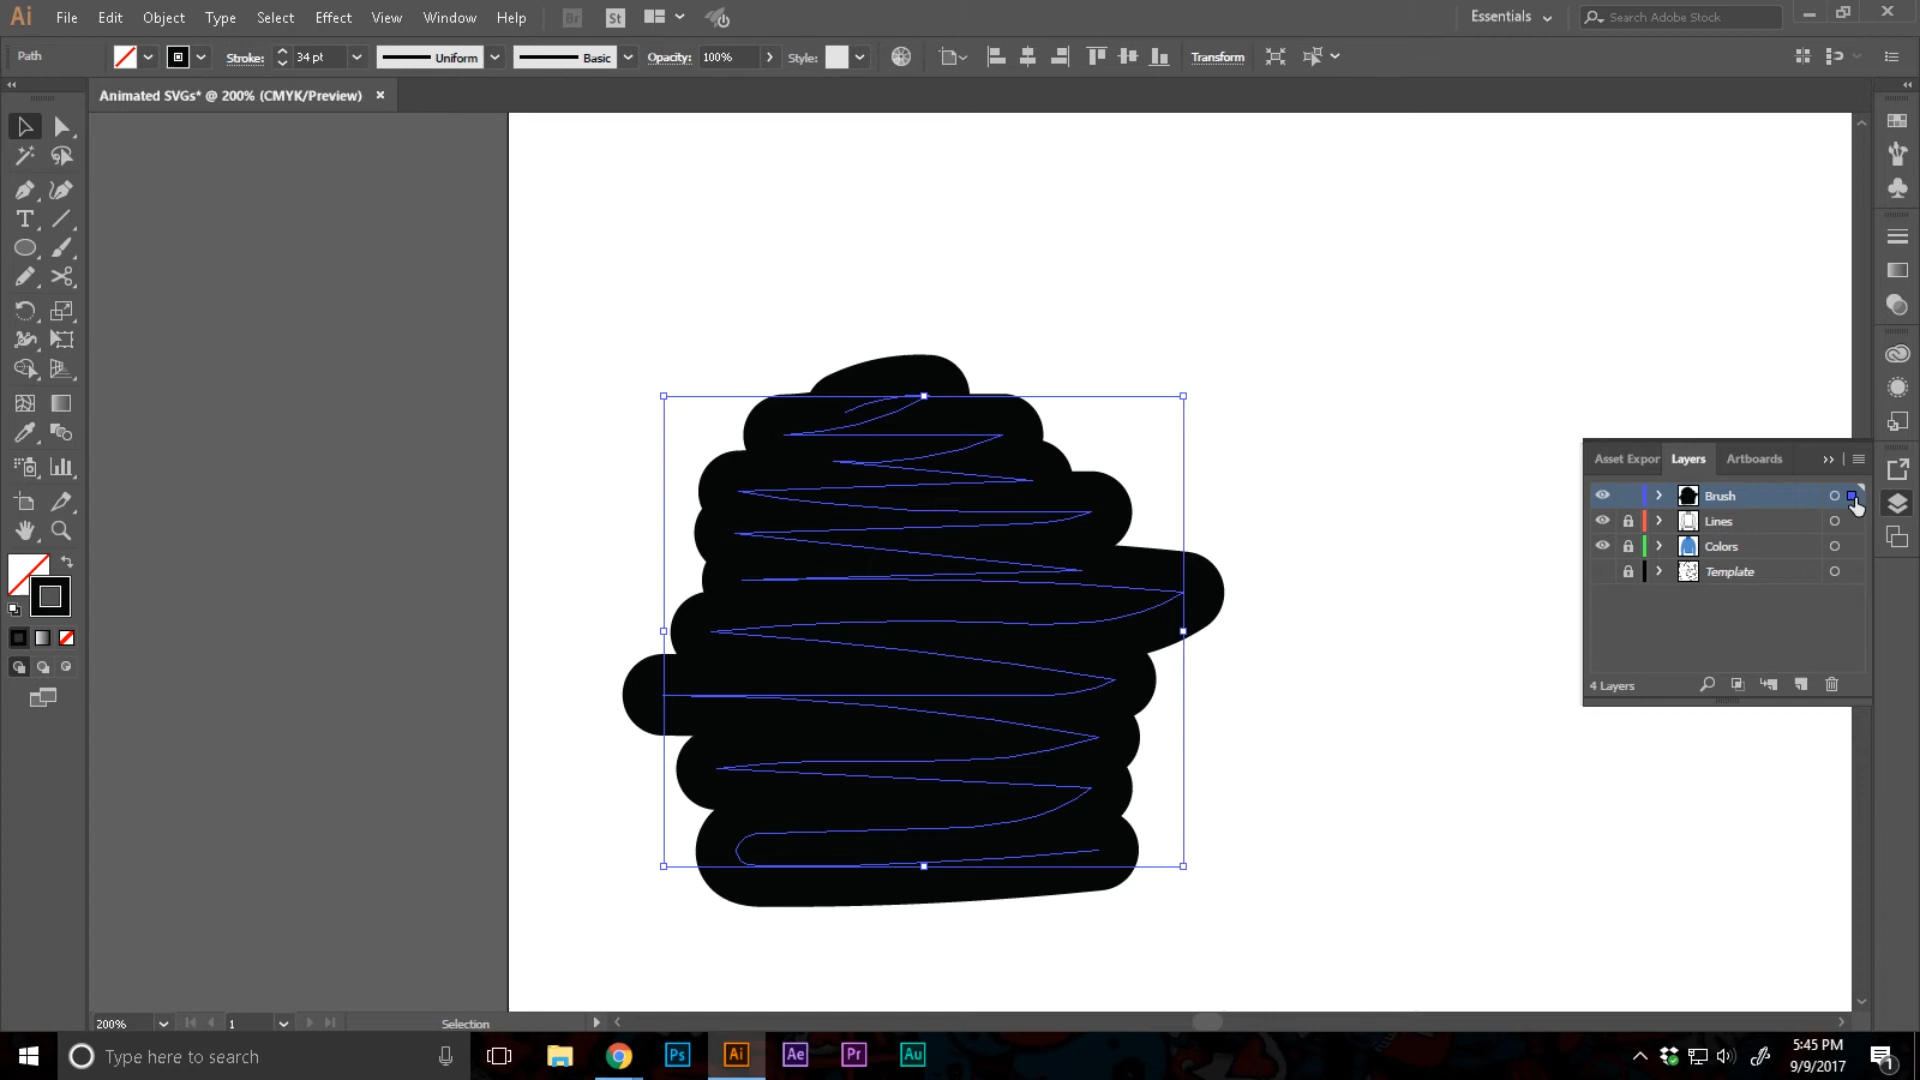 Ai File Edit Object Type Select Effect View Window Help Br St Essentials Search Adobe Stock
Path Stroke: 34 pt Uniform Basic Opacity: 100% Style: Transform
Animated SVGs* @ 200% (CMYK/Preview) ×
Asset Expor Layers Artboards
Brush
Lines
Colors
Template
4 Layers
200% 1 Selection
Type here to search Ps Ai Ae Pr Au
5:45 PM
9/9/2017
1